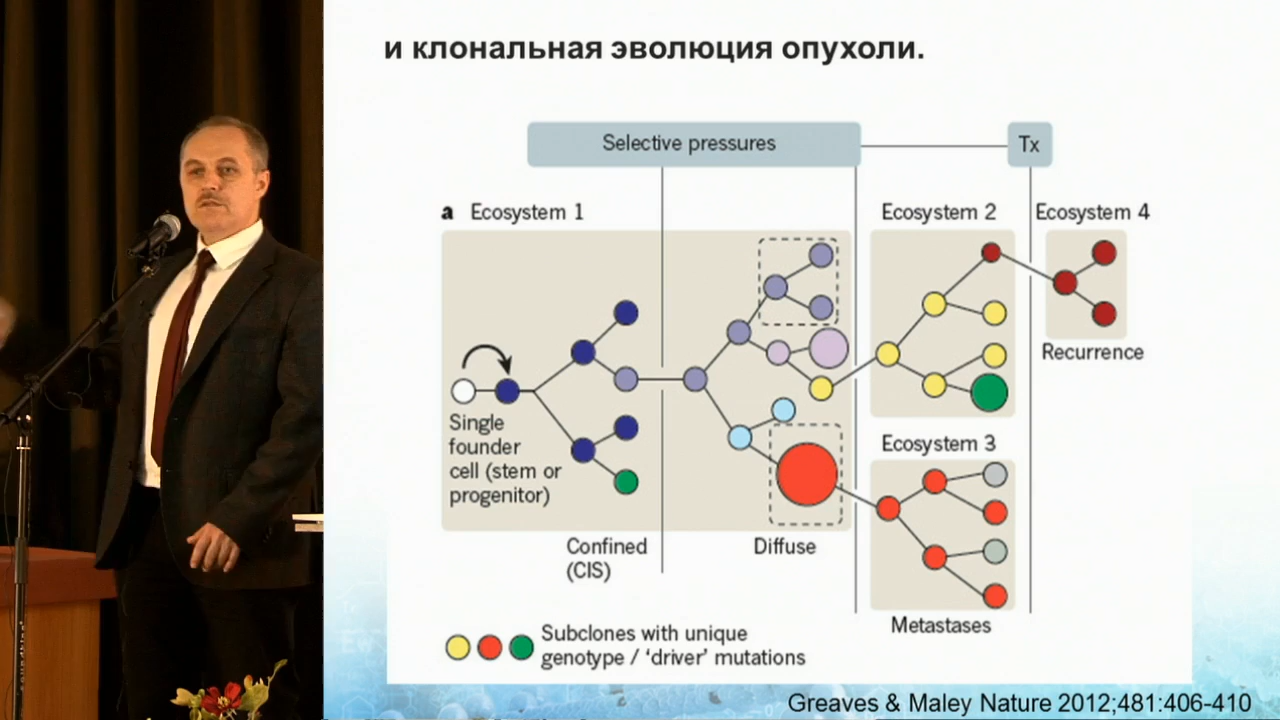 и клональная эволюция опухоли.
Selective pressures
Tx
a Ecosystem 1
Ecosystem 2
Ecosystem 4
Single
founder
cell (stem or
progenitor)
Recurrence
Ecosystem 3
Confined
(CIS)
Diffuse
Metastases
Subclones with unique
genotype / ‘driver’ mutations
Greaves & Maley Nature 2012;481:406-410